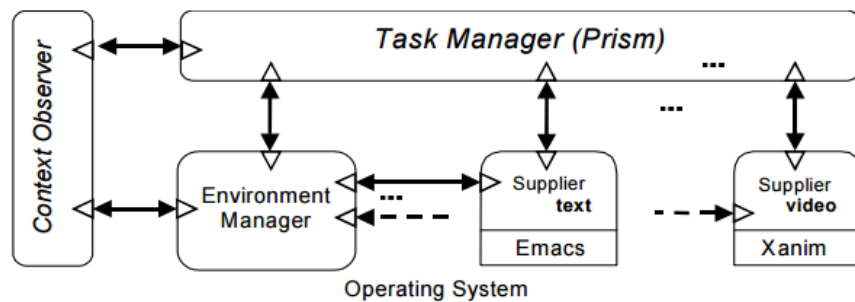 Context Observer
Task Manager (Prism)
...
...
Environment
Manager
...
Supplier
text
Emacs
Supplier
video
Xanim
Operating System